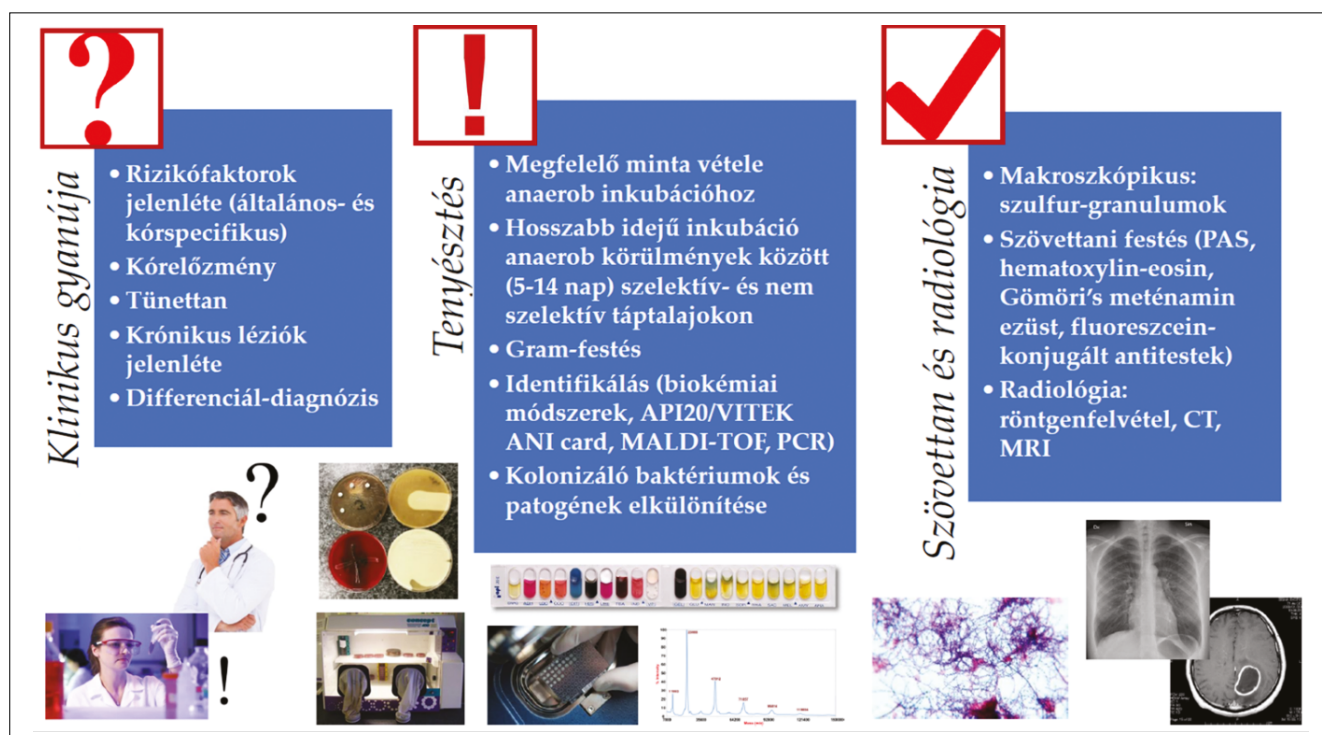 ?
Klinikus gyanúja
• Rizikófaktorok
jelenléte (általános- és
kórspecifikus)
• Kórelőzmény
• Tünettan
• Krónikus léziók
jelenléte
• Differenciál-diagnózis
?
!
!
Tenyésztés
• Megfelelő minta vétele
anaerob inkubációhoz
• Hosszabb idejű inkubáció
anaerob körülmények között
(5-14 nap) szelektív- és nem
szelektív táptalajokon
• Gram-festés
• Identifikálás (biokémiai
módszerek, API20/VITEK
ANI card, MALDI-TOF, PCR)
• Kolonizáló baktériumok és
patogének elkülönítése
Szövettan és radiológia
• Makroszkópikus:
szulfur-granulumok
• Szövettani festés (PAS,
hematoxylin-eosin,
Gömöri’s meténamin
ezüst, fluoreszcein-
konjugált antitestek)
• Radiológia:
röntgenfelvétel, CT,
MRI